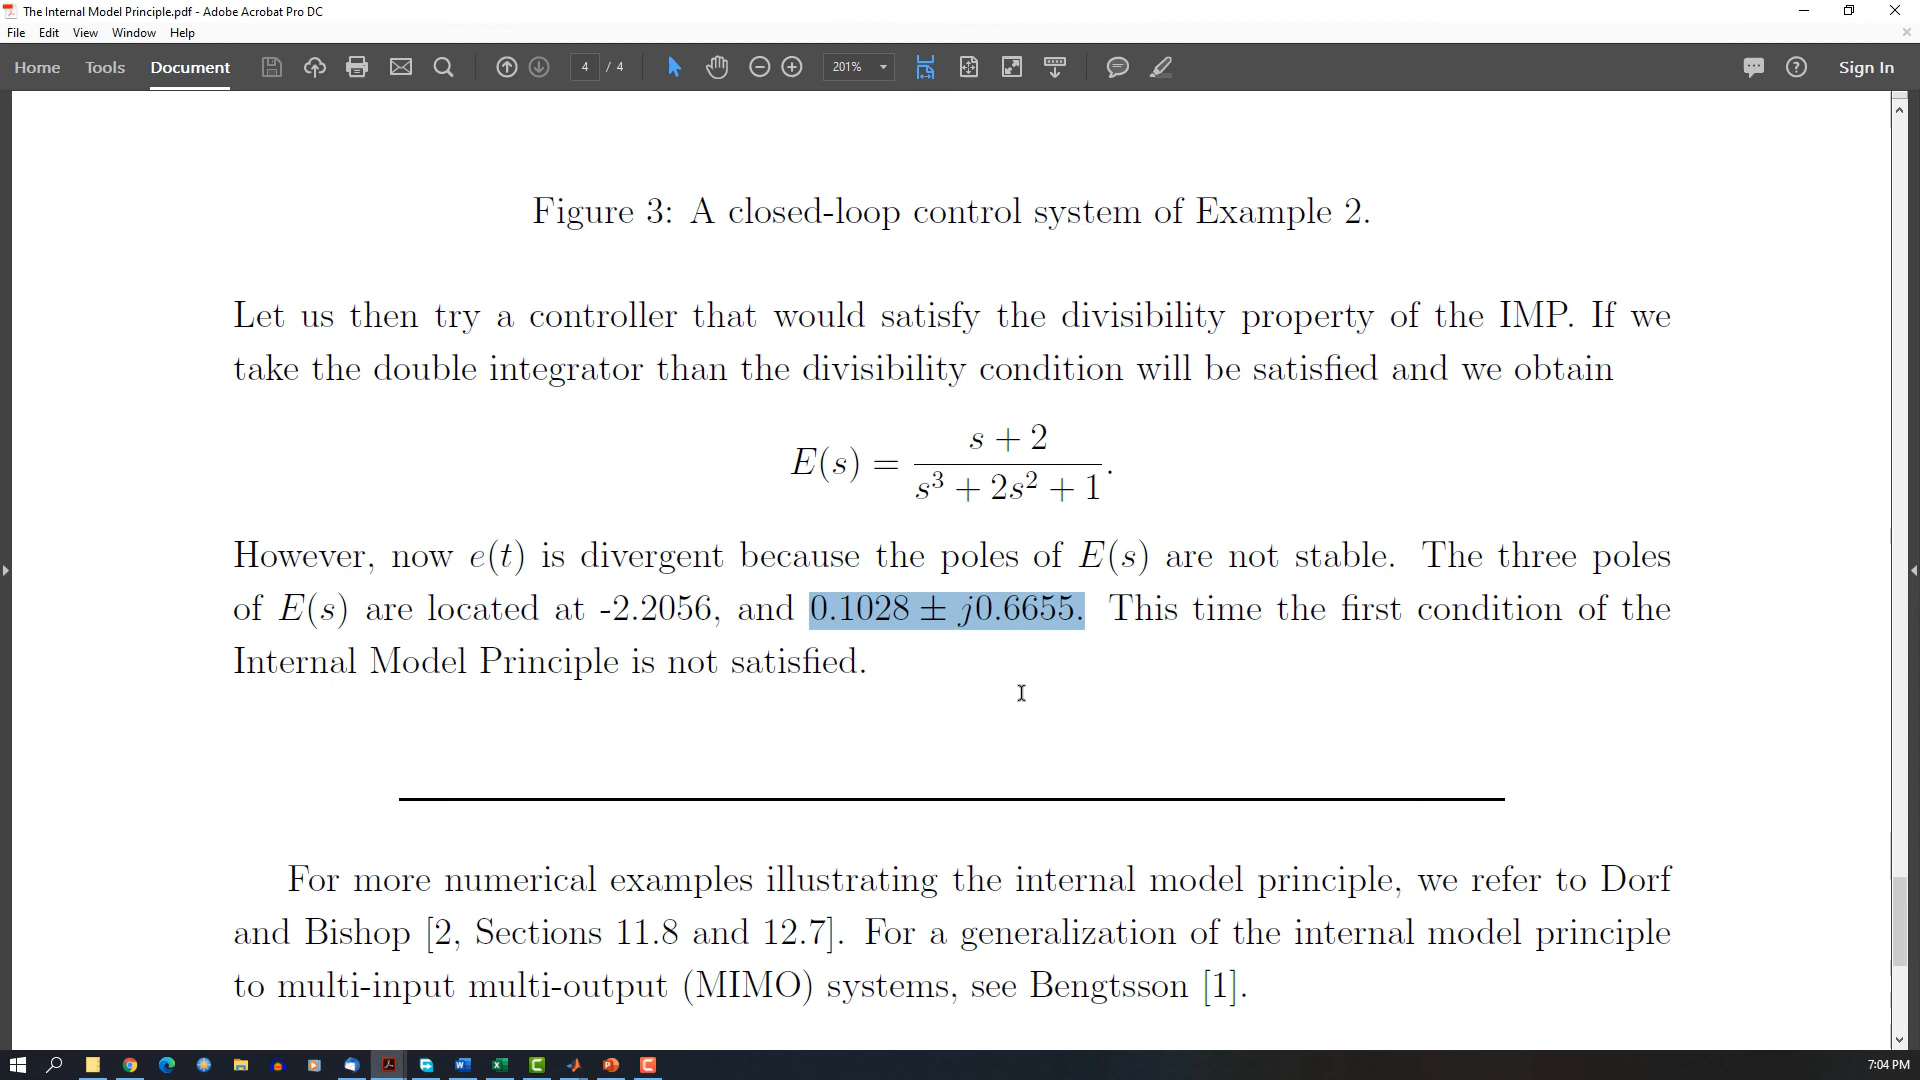 The Internal Model Principle.pdf - Adobe Acrobat Pro DC
File Edit View Window Help
Home Tools Document 4 / 4 201% Sign In
Figure 3: A closed-loop control system of Example 2.
Let us then try a controller that would satisfy the divisibility property of the IMP. If we
take the double integrator than the divisibility condition will be satisfied and we obtain
E(s) = \frac{s + 2}{s^3 + 2s^2 + 1}.
However, now e(t) is divergent because the poles of E(s) are not stable. The three poles
of E(s) are located at -2.2056, and 0.1028 ± j0.6655. This time the first condition of the
Internal Model Principle is not satisfied.
For more numerical examples illustrating the internal model principle, we refer to Dorf
and Bishop [2, Sections 11.8 and 12.7]. For a generalization of the internal model principle
to multi-input multi-output (MIMO) systems, see Bengtsson [1].
7:04 PM